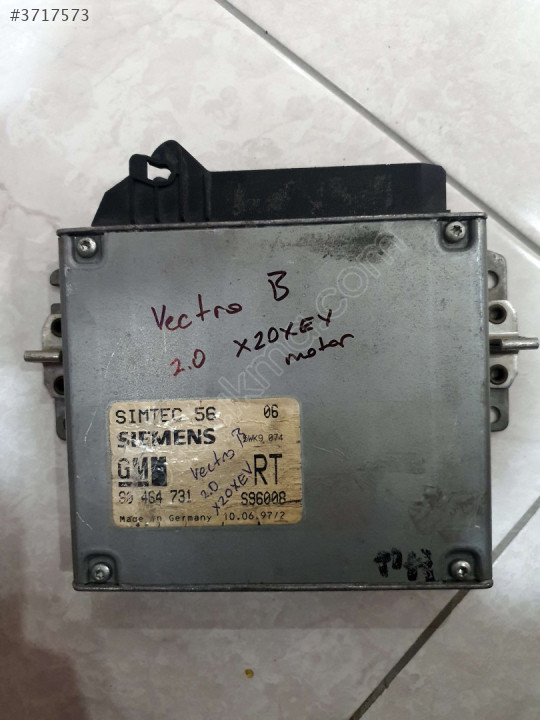 #3717573
Vectra B
2.0 X20XEV
motor
SIMTEC 56 06
SIEMENS 5WK9 074
GM RT
90 464 731 S96008
Vectra B
2.0
X20XEV
Made in Germany 10.06.97/2